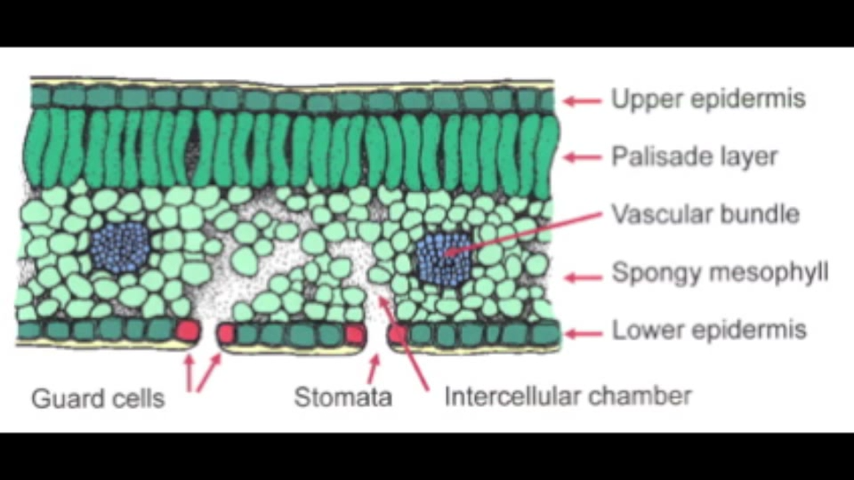 Upper epidermis
Palisade layer
Vascular bundle
Spongy mesophyll
Lower epidermis
Guard cells
Stomata
Intercellular chamber